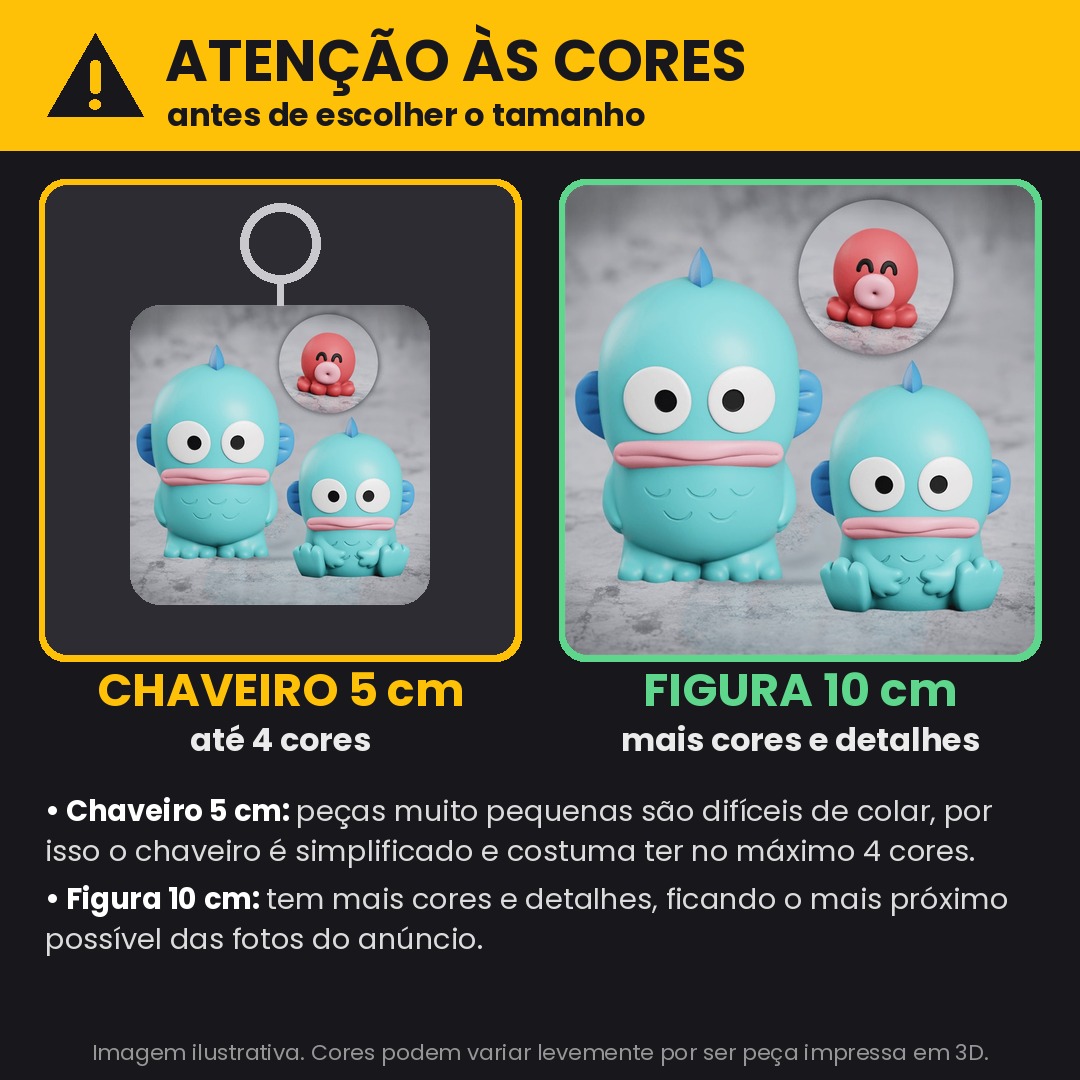 ATENÇÃO ÀS CORES
antes de escolher o tamanho
CHAVEIRO 5 cm
até 4 cores
FIGURA 10 cm
mais cores e detalhes
• Chaveiro 5 cm: peças muito pequenas são difíceis de colar, por
isso o chaveiro é simplificado e costuma ter no máximo 4 cores.
• Figura 10 cm: tem mais cores e detalhes, ficando o mais próximo
possível das fotos do anúncio.
Imagem ilustrativa. Cores podem variar levemente por ser peça impressa em 3D.